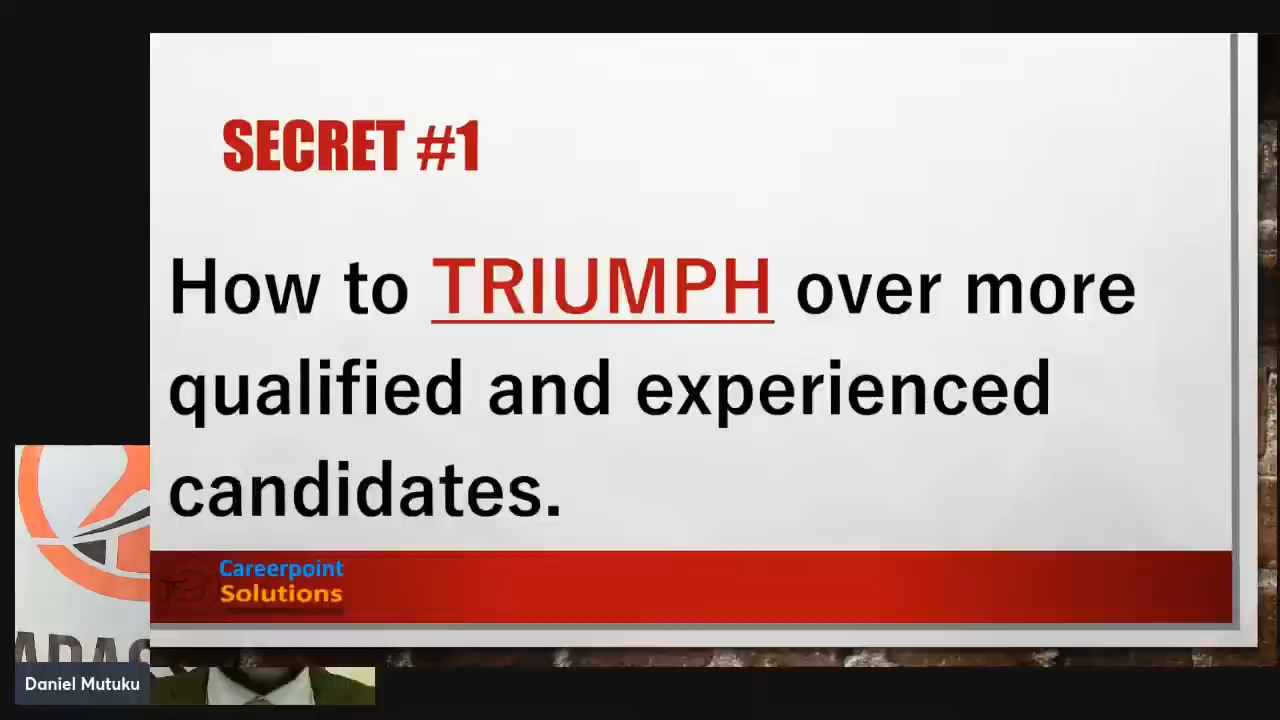 SECRET #1
How to TRIUMPH over more
qualified and experienced
candidates.
Careerpoint
Solutions
Daniel Mutuku